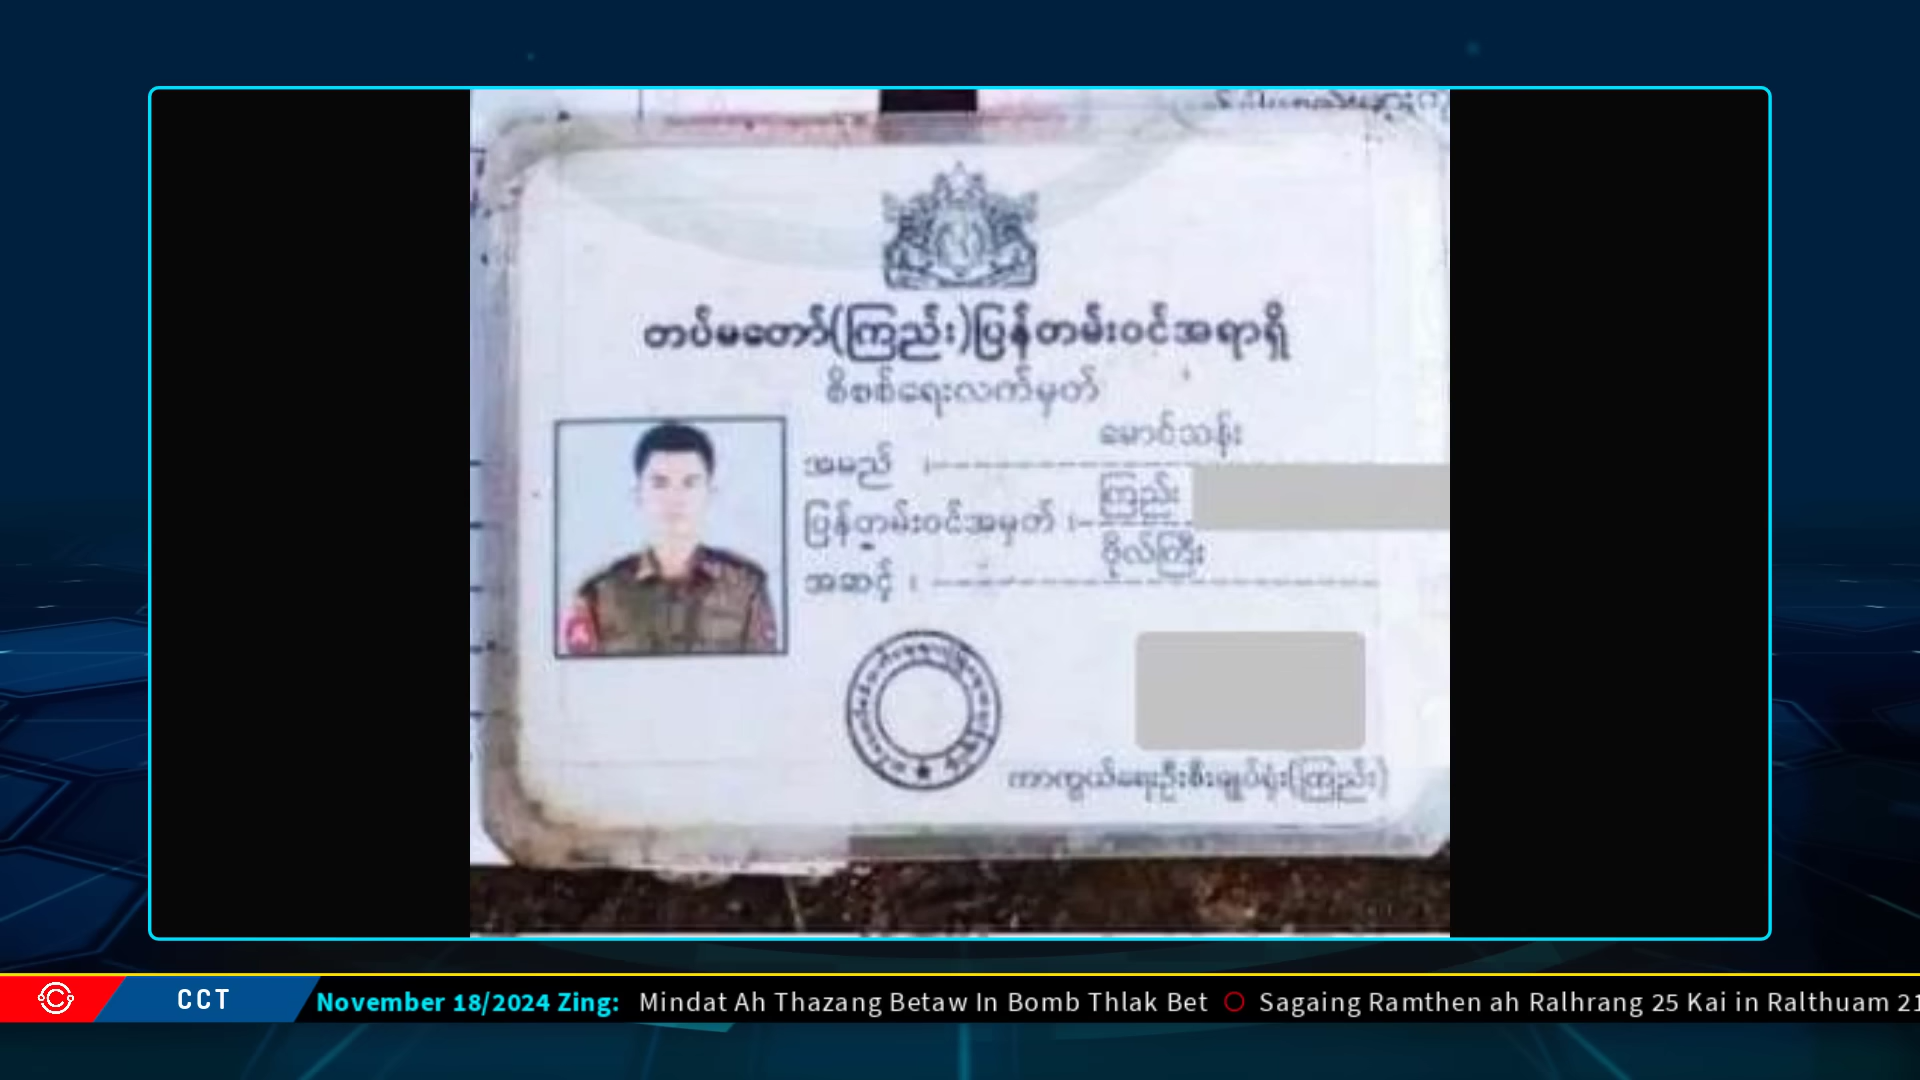 တပ်မတော်(ကြည်း)ပြန်တမ်းဝင်အရာရှိ
စိစစ်ရေးလက်မှတ်
အမည် : မောင်သန်း
ပြန်တမ်းဝင်အမှတ် : ကြည်း
အဆင့် : ဗိုလ်ကြီး
ကာကွယ်ရေးဦးစီးချုပ်ရုံး(ကြည်း)
CCT
November 18/2024 Zing: Mindat Ah Thazang Betaw In Bomb Thlak Bet Sagaing Ramthen ah Ralhrang 25 Kai in Ralthuam 21